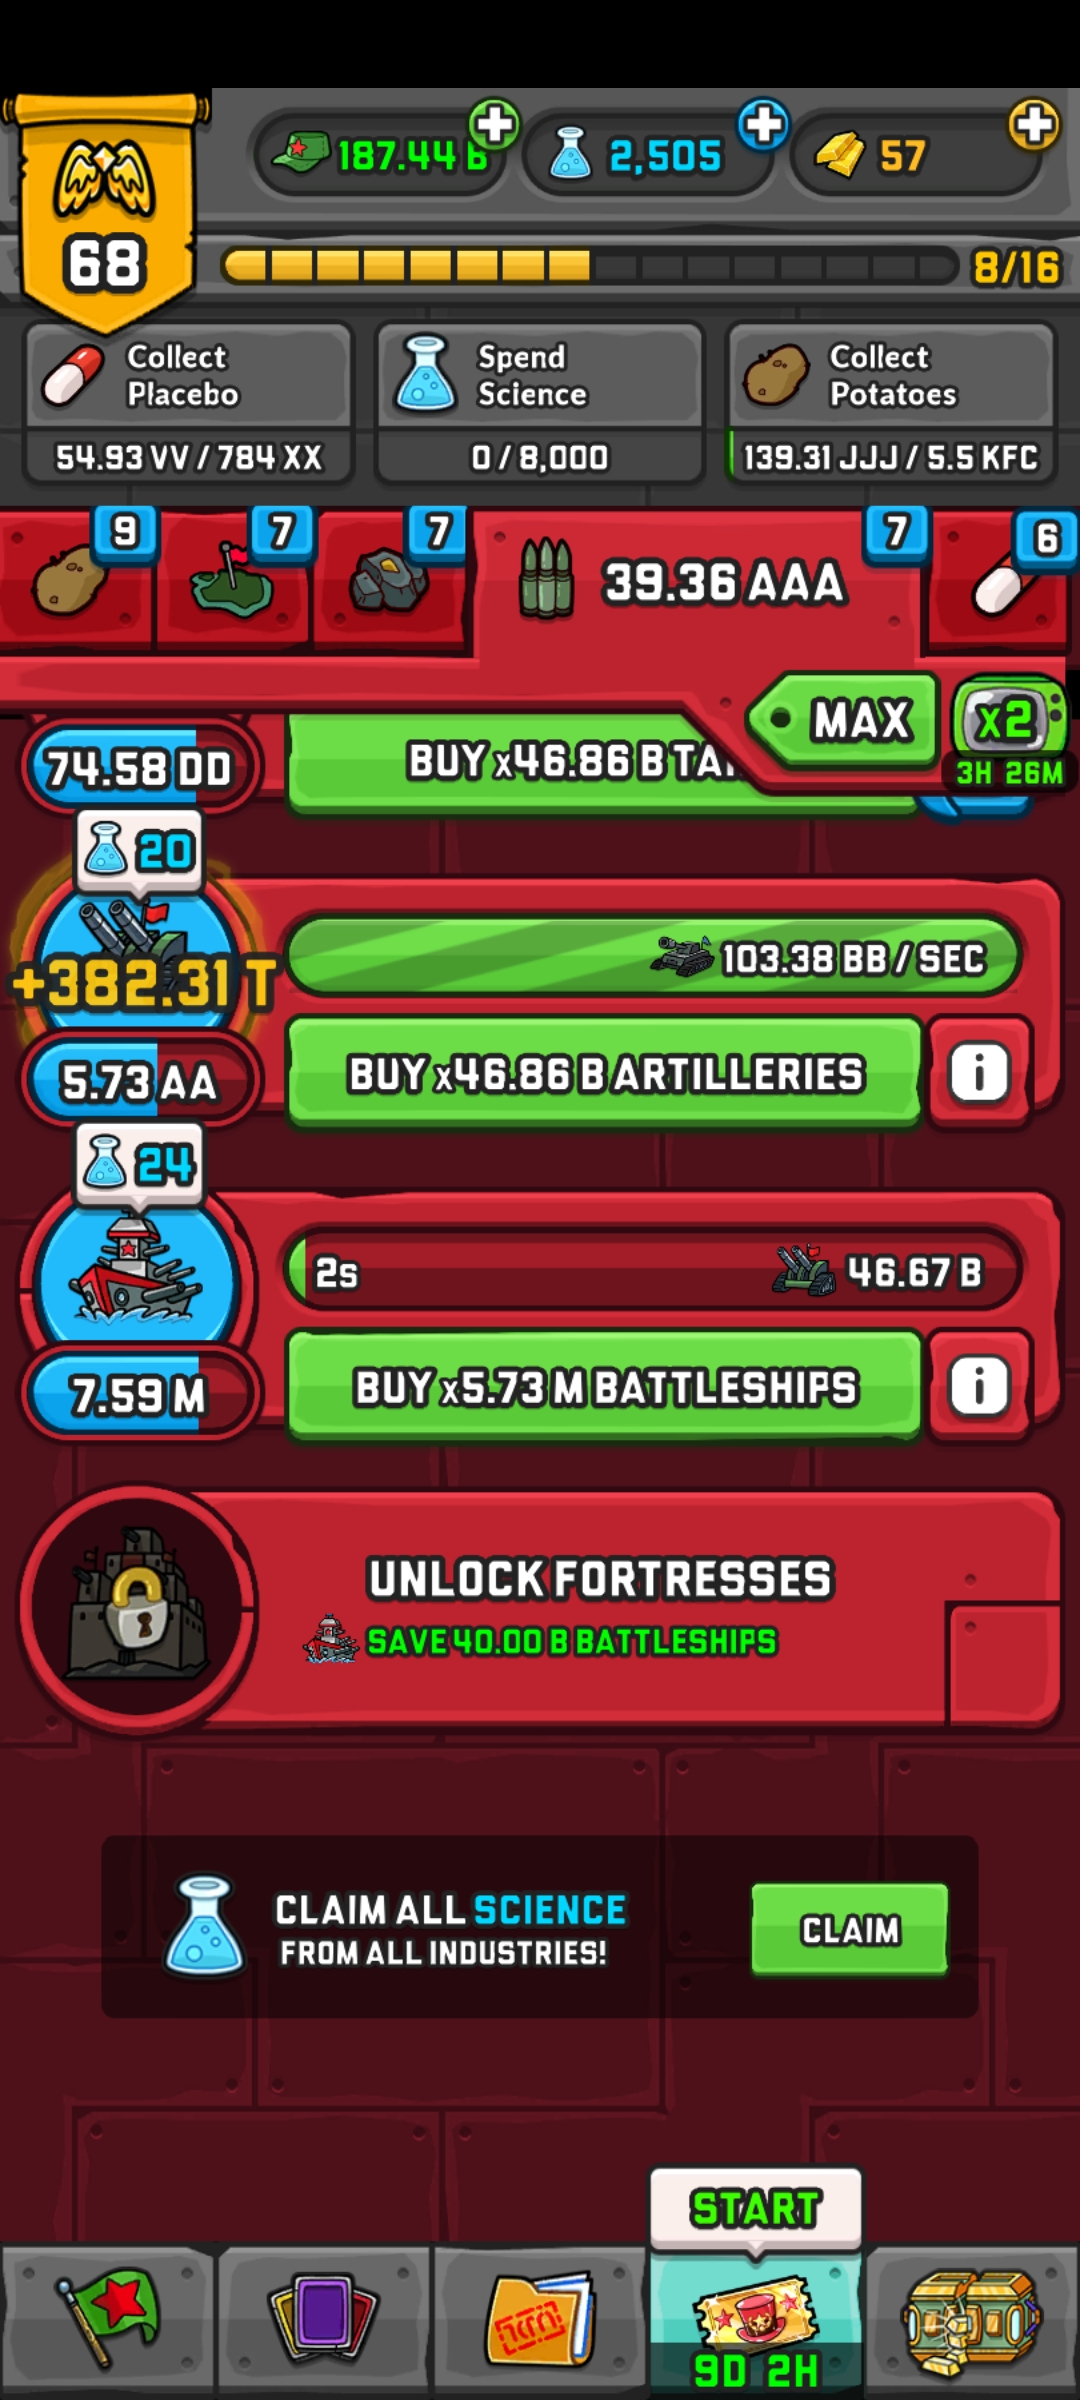 187.44 B
2,505
57
68
8/16
Collect
Placebo
54.93 VV / 784 XX
Spend
Science
0 / 8,000
Collect
Potatoes
139.31 JJJ / 5.5 KFC
9
7
7
39.36 AAA
7
6
MAX
X2
3H 26M
74.58 DD
BUY x46.86 B TA
20
+382.31 T
103.38 BB / SEC
5.73 AA
BUY x46.86 B ARTILLERIES
i
24
2s
46.67 B
7.59 M
BUY x5.73 M BATTLESHIPS
i
UNLOCK FORTRESSES
SAVE 40.00 B BATTLESHIPS
CLAIM ALL SCIENCE
FROM ALL INDUSTRIES!
CLAIM
START
9D 2H